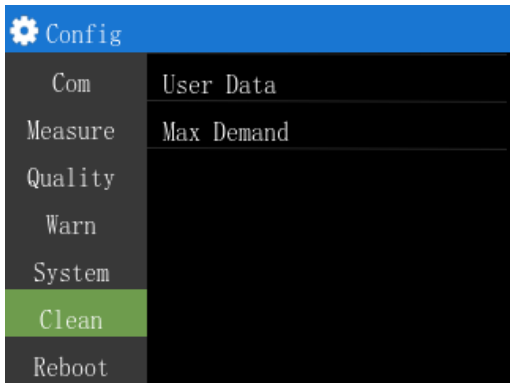 Config
Com
Measure
Quality
Warn
System
Clean
Reboot
User Data
Max Demand